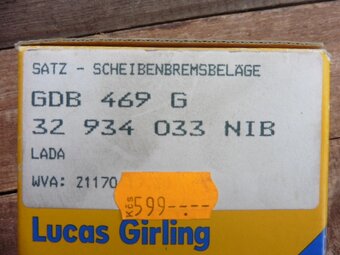 SATZ - SCHEIBENBREMSBELÄGE
GDB 469 G
32 934 033 NIB
LADA
WVA: 21170
Kčs 599--.--
Lucas Girling